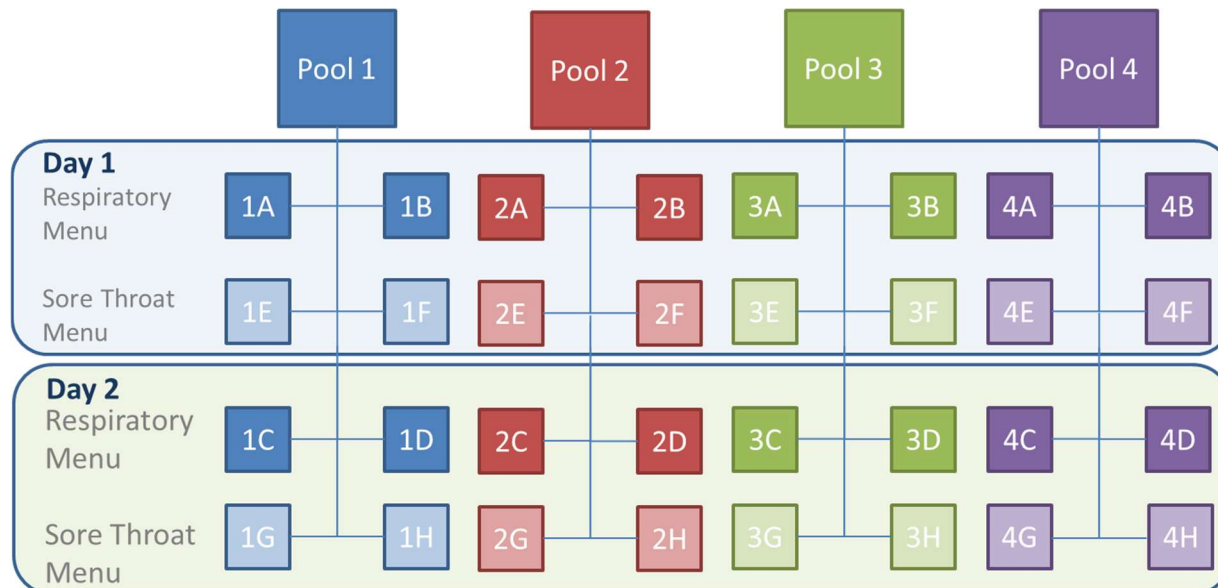 Pool 1 Pool 2 Pool 3 Pool 4
Day 1
Respiratory
Menu
1A 1B 2A 2B 3A 3B 4A 4B
Sore Throat
Menu
1E 1F 2E 2F 3E 3F 4E 4F
Day 2
Respiratory
Menu
1C 1D 2C 2D 3C 3D 4C 4D
Sore Throat
Menu
1G 1H 2G 2H 3G 3H 4G 4H